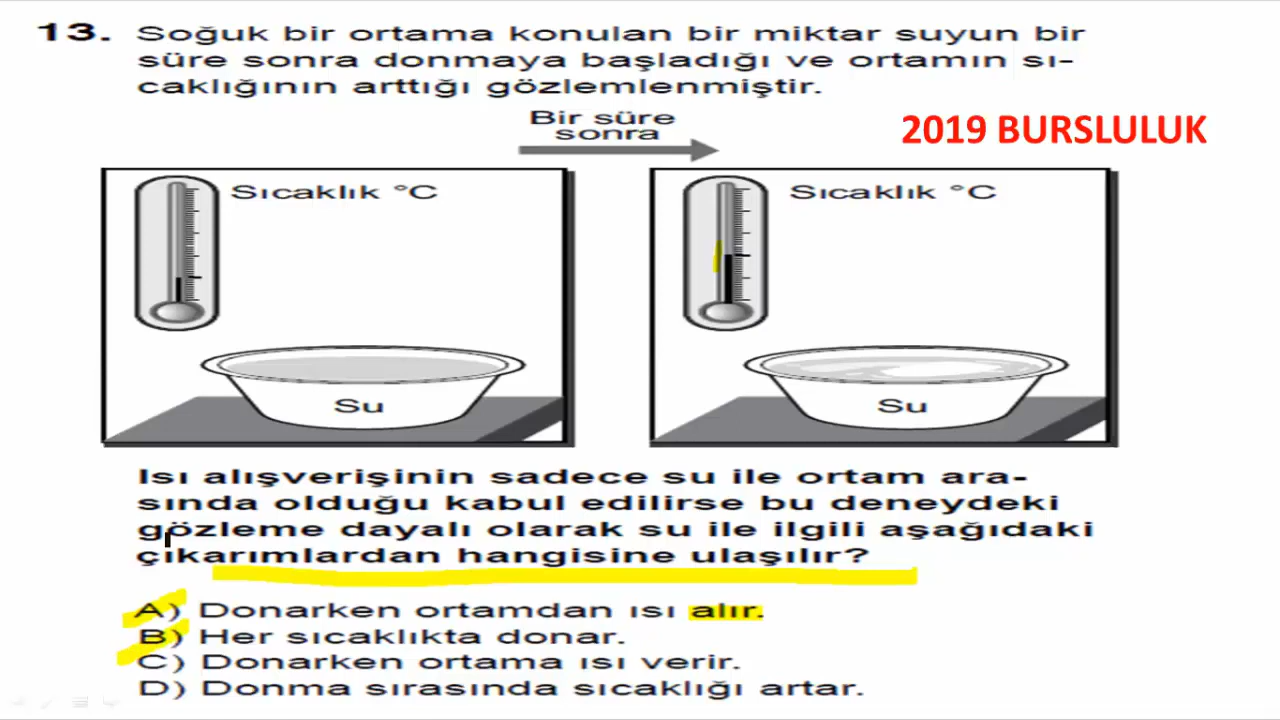 13. Soğuk bir ortama konulan bir miktar suyun bir
süre sonra donmaya başladığı ve ortamın sı-
caklığının arttığı gözlemlenmiştir.
Bir süre
sonra
2019 BURSLULUK
Sıcaklık °C
Sıcaklık °C
Su
Su
Isı alışverişinin sadece su ile ortam ara-
sında olduğu kabul edilirse bu deneydeki
gözleme dayalı olarak su ile ilgili aşağıdaki
çıkarımlardan hangisine ulaşılır?
A) Donarken ortamdan ısı alır.
B) Her sıcaklıkta donar.
C) Donarken ortama ısı verir.
D) Donma sırasında sıcaklığı artar.